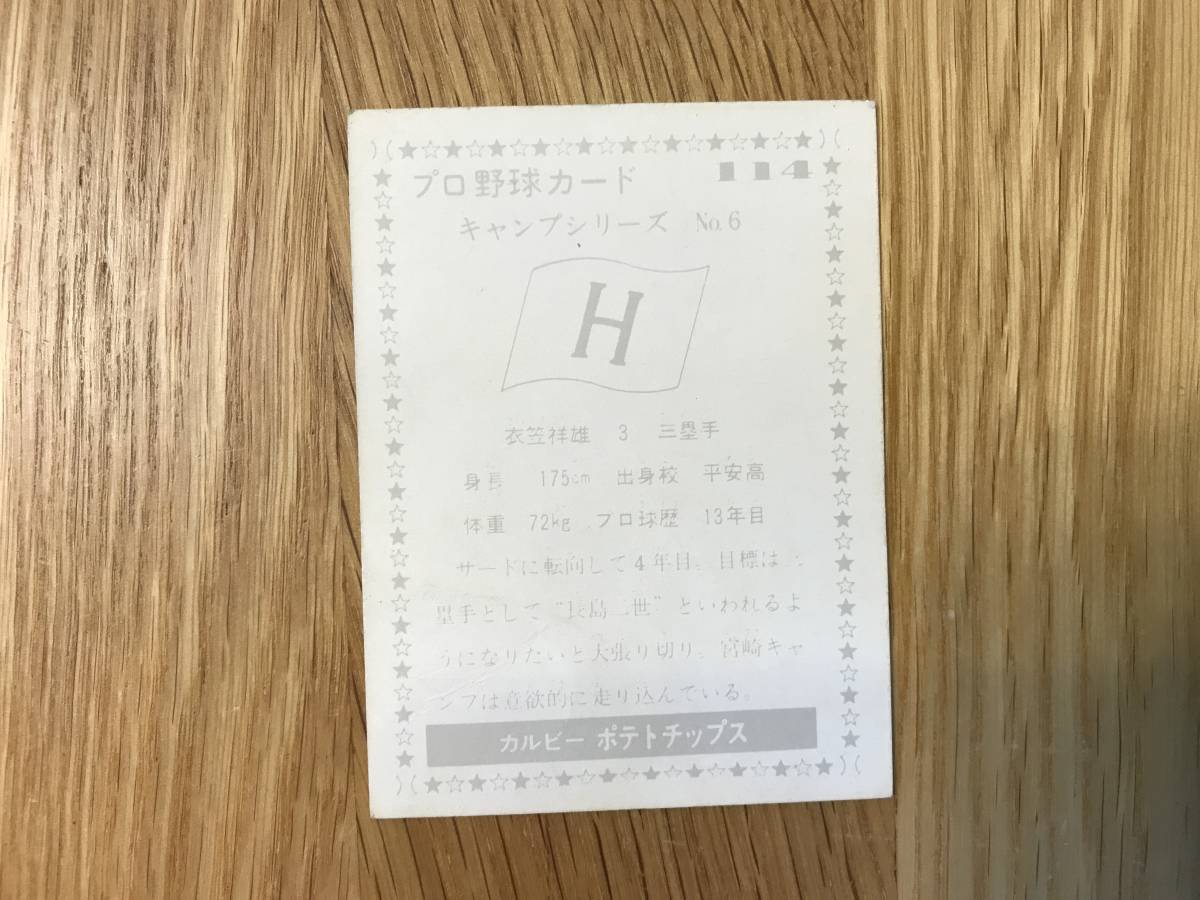 プロ野球カード 114
キャンプシリーズ No.6
H
衣笠祥雄 3 三塁手
身長 175cm 出身校 平安高
体重 72kg プロ球歴 13年目
サードに転向して4年目。目標は三
塁手として“長島二世”といわれるよ
うになりたいと大張り切り。宮崎キャ
ンプは意欲的に走り込んでいる。
カルビー ポテトチップス